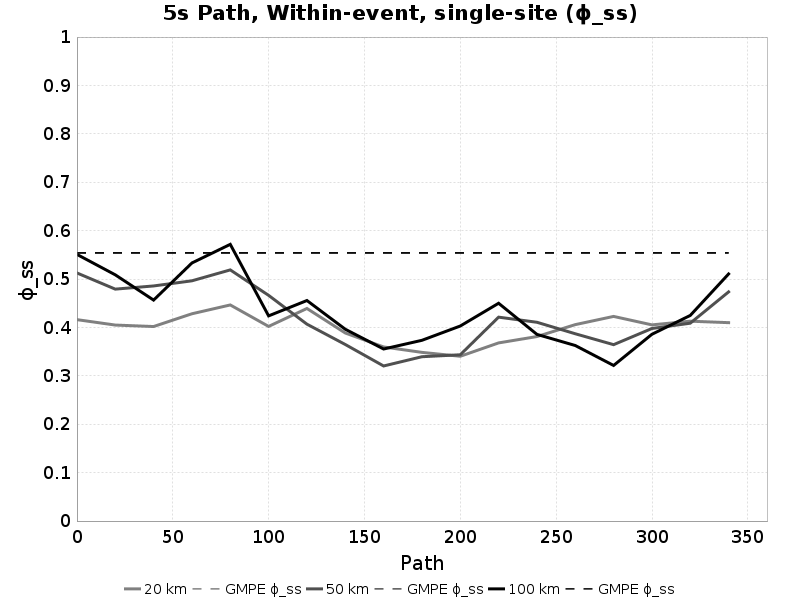 5s Path, Within-event, single-site (ϕ_ss)
1
0.9
0.8
0.7
0.6
0.5
0.4
0.3
0.2
0.1
0
ϕ_ss
0 50 100 150 200 250 300 350
Path
20 km GMPE ϕ_ss 50 km GMPE ϕ_ss 100 km GMPE ϕ_ss